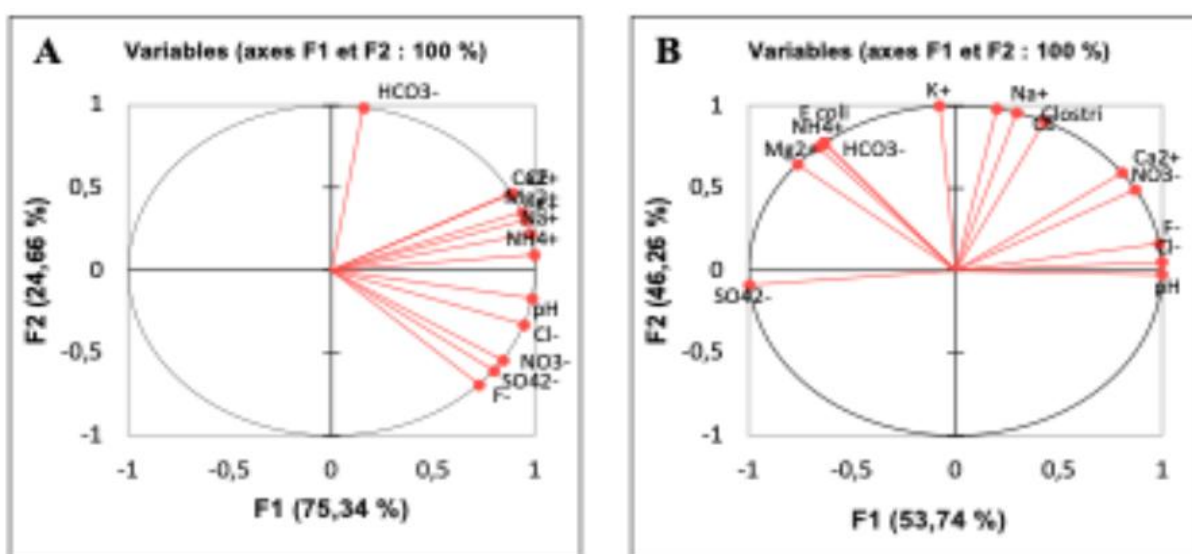 A
Variables (axes F1 et F2 : 100 %)
HCO3-
1
0,5
0
-0,5
-1
NH4+
Na+
pH
Cl-
NO3-
SO42-
F-
-1
-0,5
0
0,5
1
F2 (24,66 %)
F1 (75,34 %)
B
Variables (axes F1 et F2 : 100 %)
K+
Na+
E coli
Clostri
NH4+
Mg2+
HCO3-
Ca2+
NO3-
F-
Cl-
pH
SO42-
1
0,5
0
-0,5
-1
-1
-0,5
0
0,5
1
F2 (46,26 %)
F1 (53,74 %)